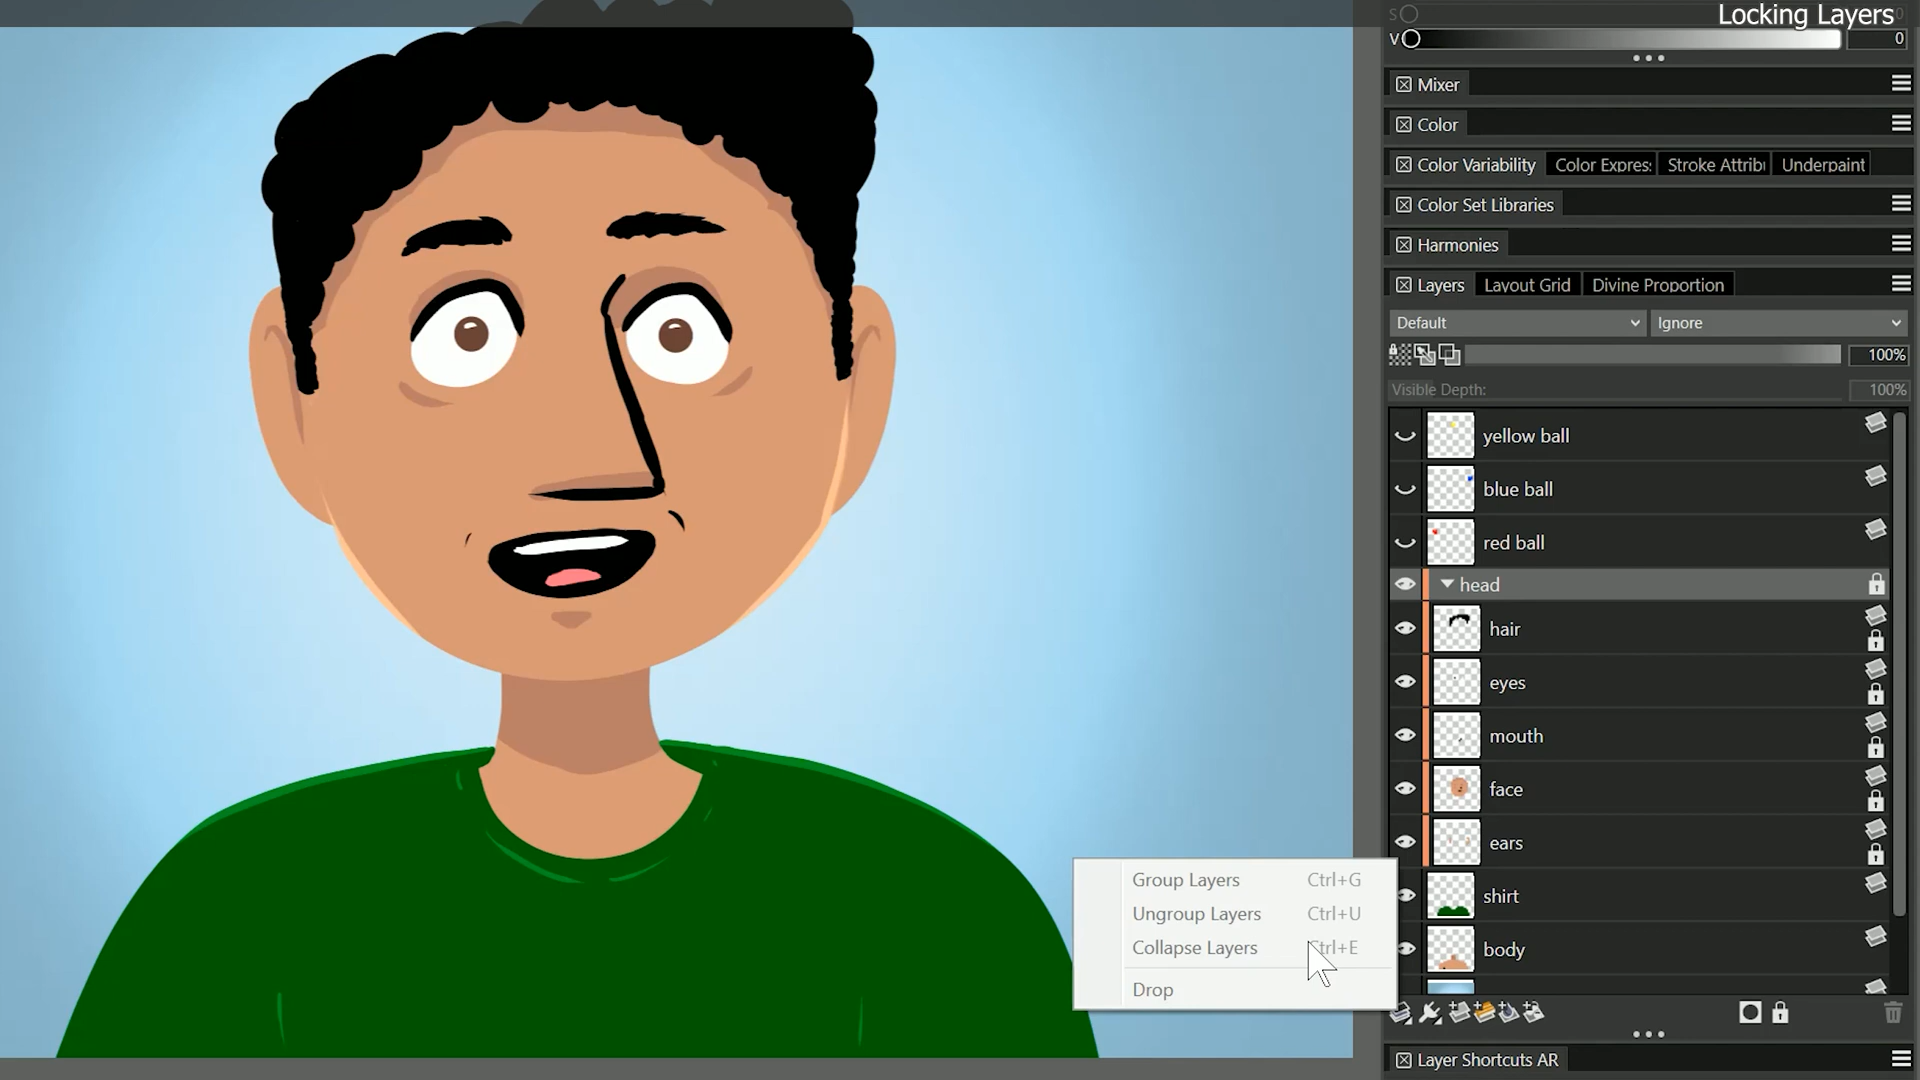 Locking Layers
S 0
V 0
Mixer
Color
Color Variability Color Expres: Stroke Attrib Underpaint
Color Set Libraries
Harmonies
Layers Layout Grid Divine Proportion
Default Ignore
100%
Visible Depth: 100%
yellow ball
blue ball
red ball
head
hair
eyes
mouth
face
ears
shirt
body
Group Layers Ctrl+G
Ungroup Layers Ctrl+U
Collapse Layers Ctrl+E
Drop
Layer Shortcuts AR